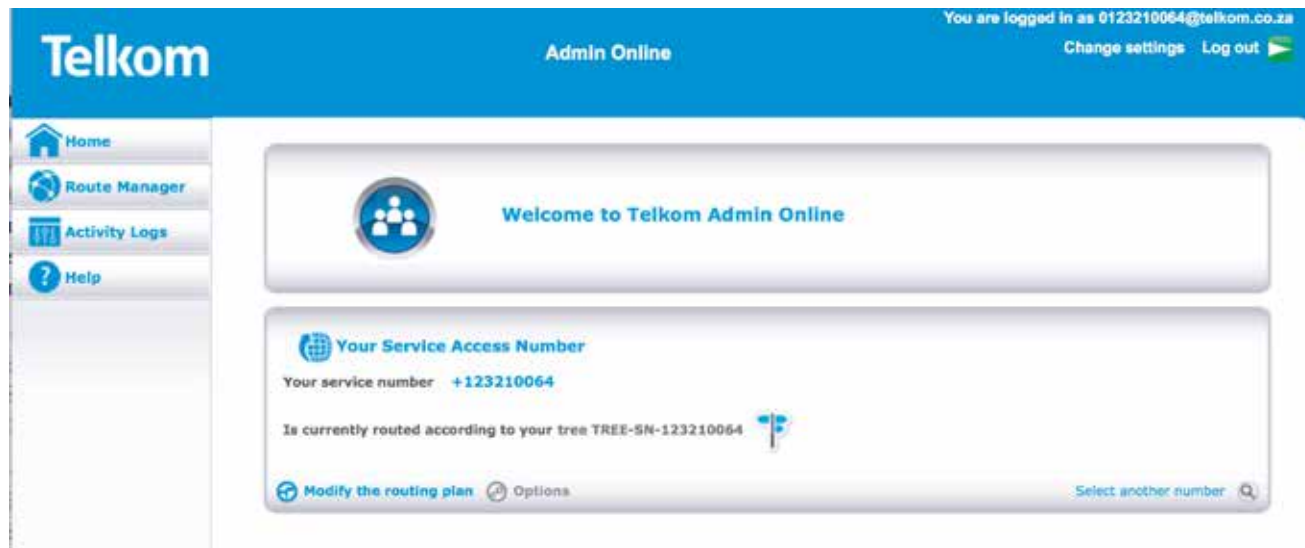 You are logged in as 0123210064@telkom.co.za
Telkom
Admin Online
Change settings Log out
Home
Route Manager
Activity Logs
Help
Welcome to Telkom Admin Online
Your Service Access Number
Your service number +123210064
Is currently routed according to your tree TREE-SN-123210064
Modify the routing plan Options
Select another number